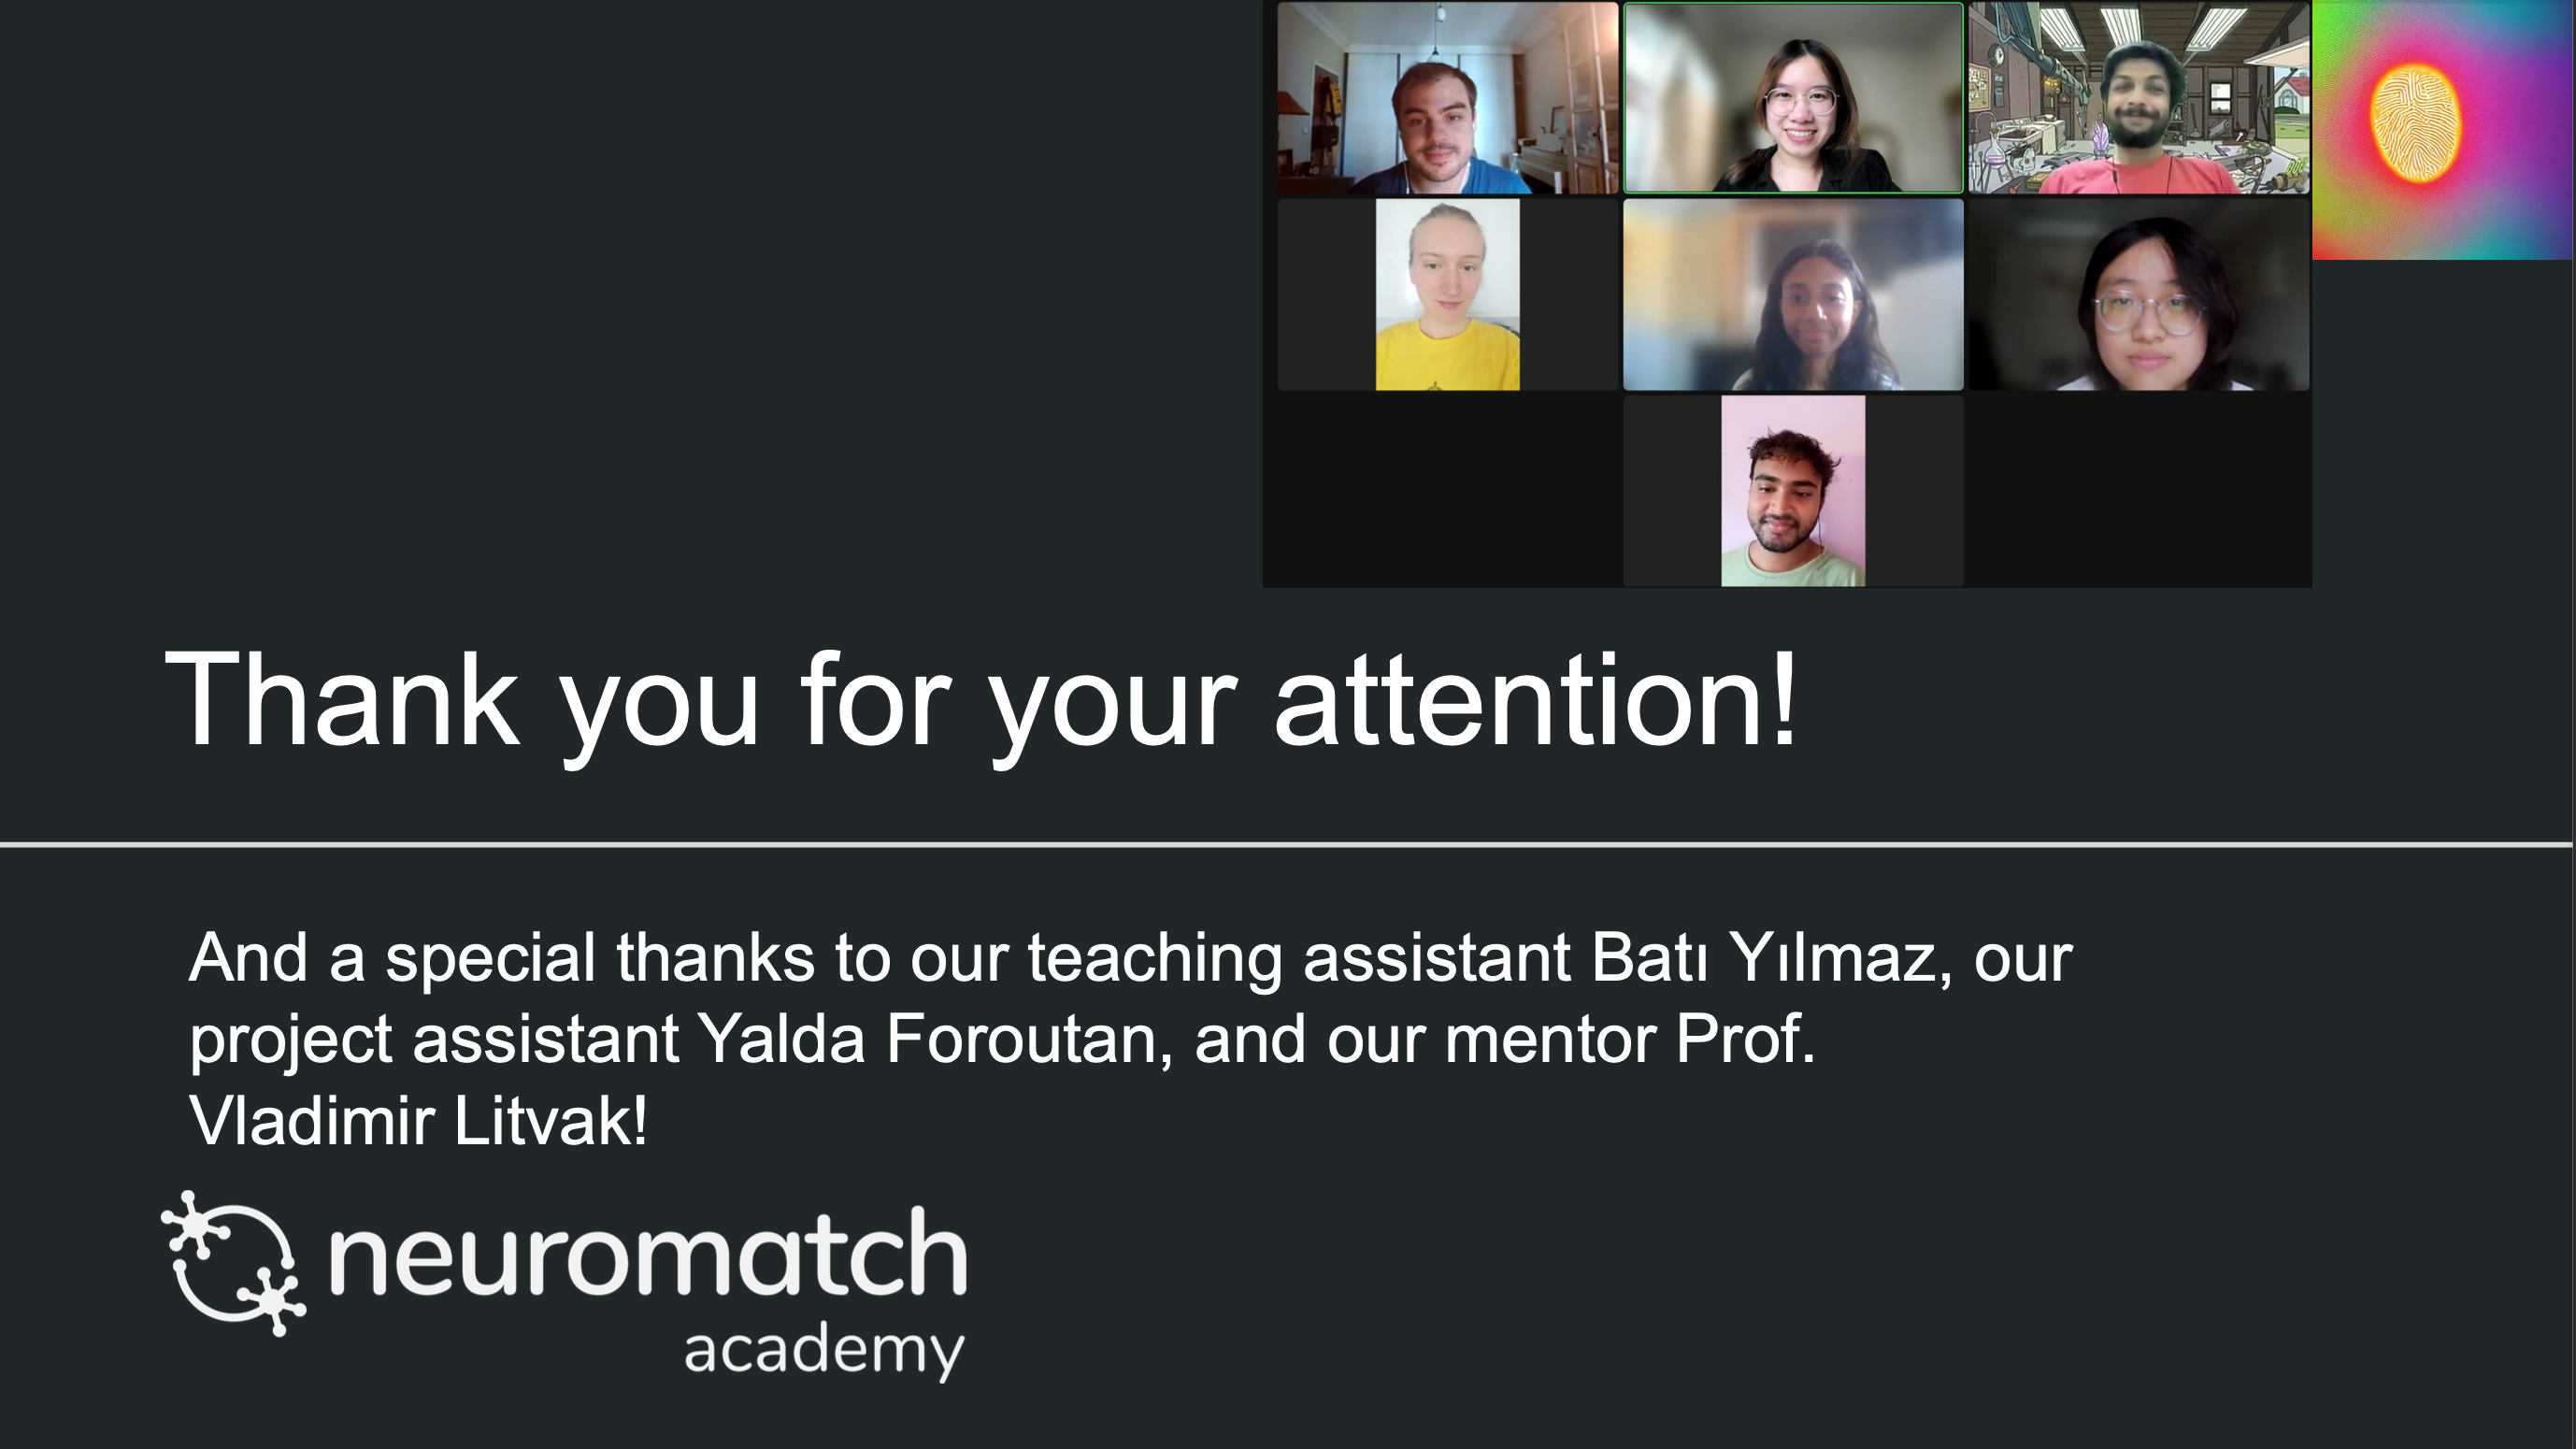 Thank you for your attention!
And a special thanks to our teaching assistant Batı Yılmaz, our
project assistant Yalda Foroutan, and our mentor Prof.
Vladimir Litvak!
neuromatch
academy